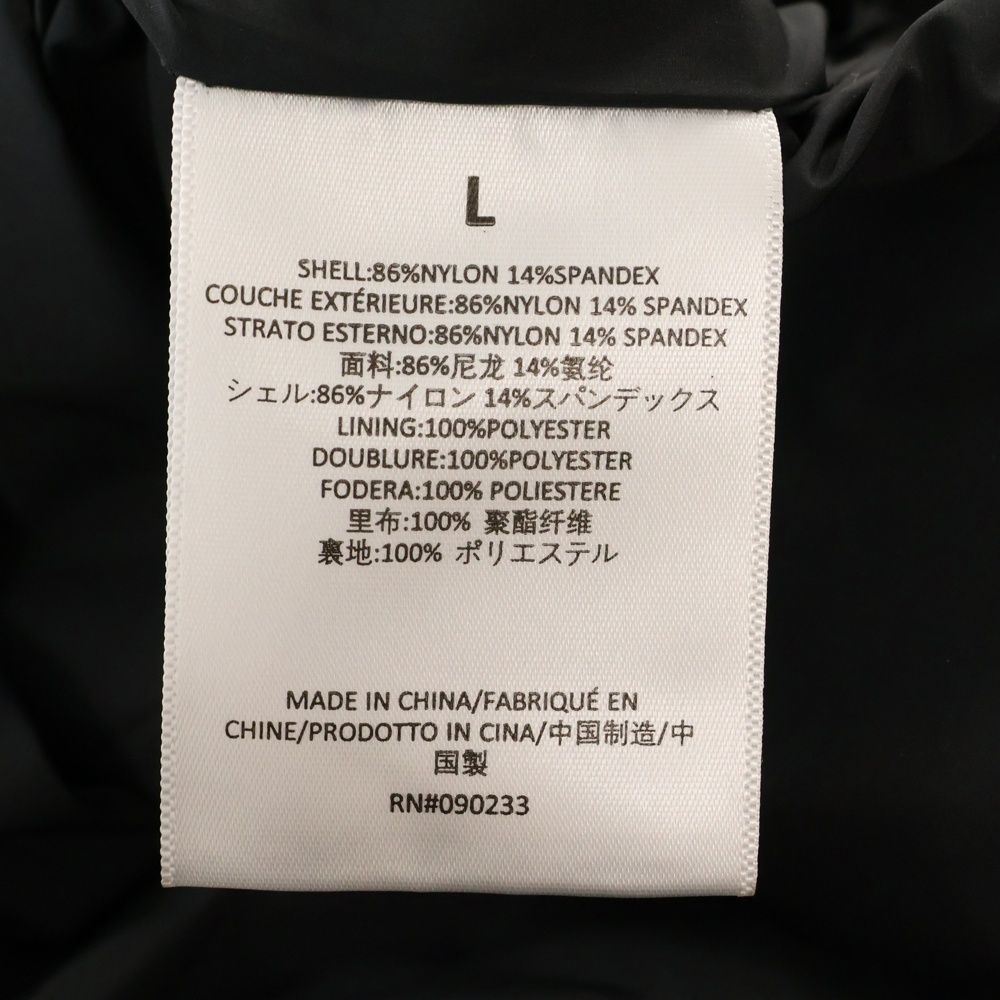 L
SHELL:86%NYLON 14%SPANDEX
COUCHE EXTÉRIEURE:86%NYLON 14% SPANDEX
STRATO ESTERNO:86%NYLON 14% SPANDEX
面料:86%尼龙 14%氨纶
シェル:86%ナイロン 14%スパンデックス
LINING:100%POLYESTER
DOUBLURE:100%POLYESTER
FODERA:100% POLIESTERE
里布:100% 聚酯纤维
裏地:100% ポリエステル
MADE IN CHINA/FABRIQUÉ EN
CHINE/PRODOTTO IN CINA/中国制造/中
国製
RN#090233